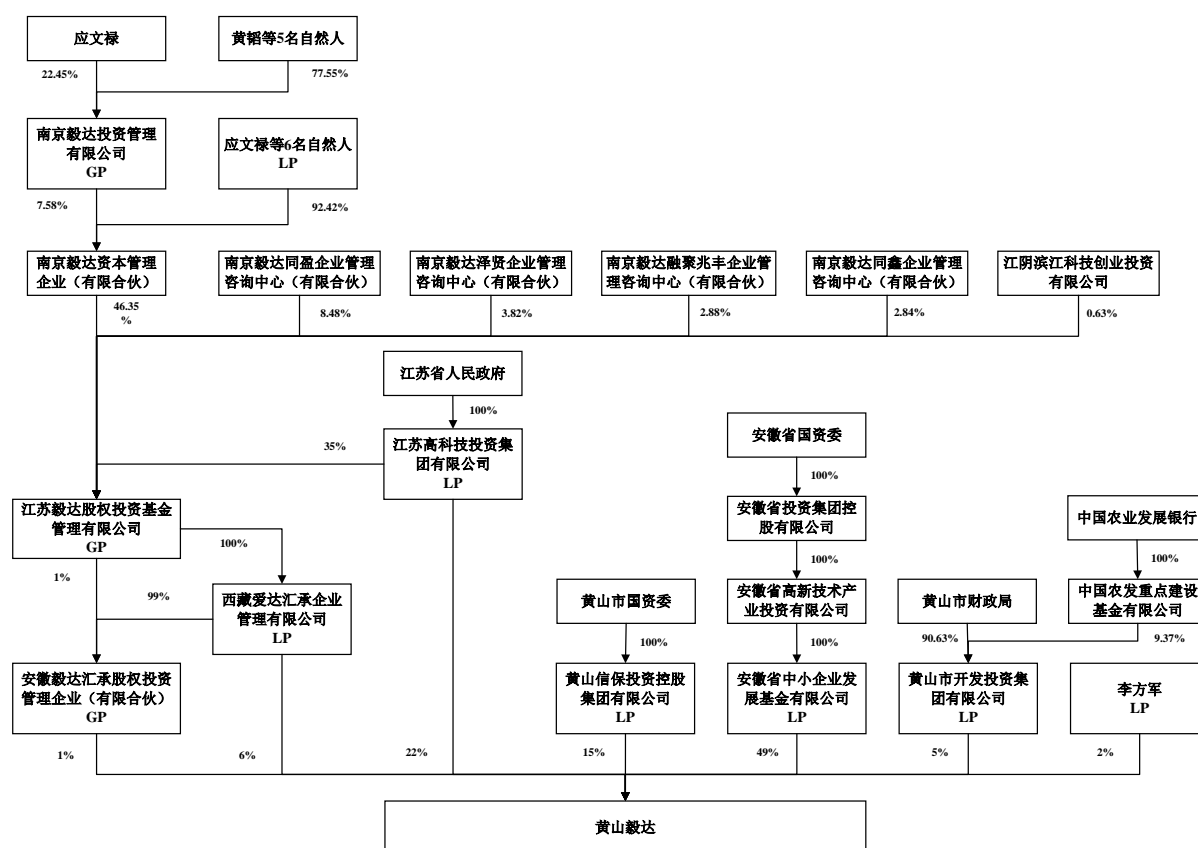 应文禄
黄韬等5名自然人
22.45%
77.55%
南京毅达投资管理
有限公司
GP
应文禄等6名自然人
LP
7.58%
92.42%
南京毅达资本管理
企业（有限合伙）
南京毅达同盈企业管理
咨询中心（有限合伙）
南京毅达泽贤企业管理
咨询中心（有限合伙）
南京毅达融聚兆丰企业管
理咨询中心（有限合伙）
南京毅达同鑫企业管理
咨询中心（有限合伙）
江阴滨江科技创业投资
有限公司
46.35
%
8.48%
3.82%
2.88%
2.84%
0.63%
江苏省人民政府
100%
35%
江苏高科技投资集
团有限公司
LP
安徽省国资委
100%
江苏毅达股权投资基金
管理有限公司
GP
安徽省投资集团控
股有限公司
中国农业发展银行
100%
100%
100%
1%
99%
西藏爱达汇承企业
管理有限公司
LP
黄山市国资委
安徽省高新技术产
业投资有限公司
黄山市财政局
中国农发重点建设
基金有限公司
100%
100%
90.63%
9.37%
安徽毅达汇承股权投资
管理企业（有限合伙）
GP
黄山信保投资控股
集团有限公司
LP
安徽省中小企业发
展基金有限公司
LP
黄山市开发投资集
团有限公司
LP
李方军
LP
1%
6%
22%
15%
49%
5%
2%
黄山毅达